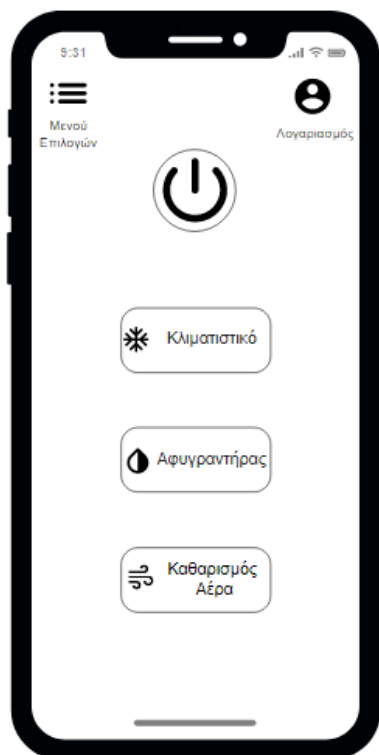 9:31
Μενού
Επιλογών
Λογαριασμός
Κλιματιστικό
Αφυγραντήρας
Καθαρισμός
Αέρα